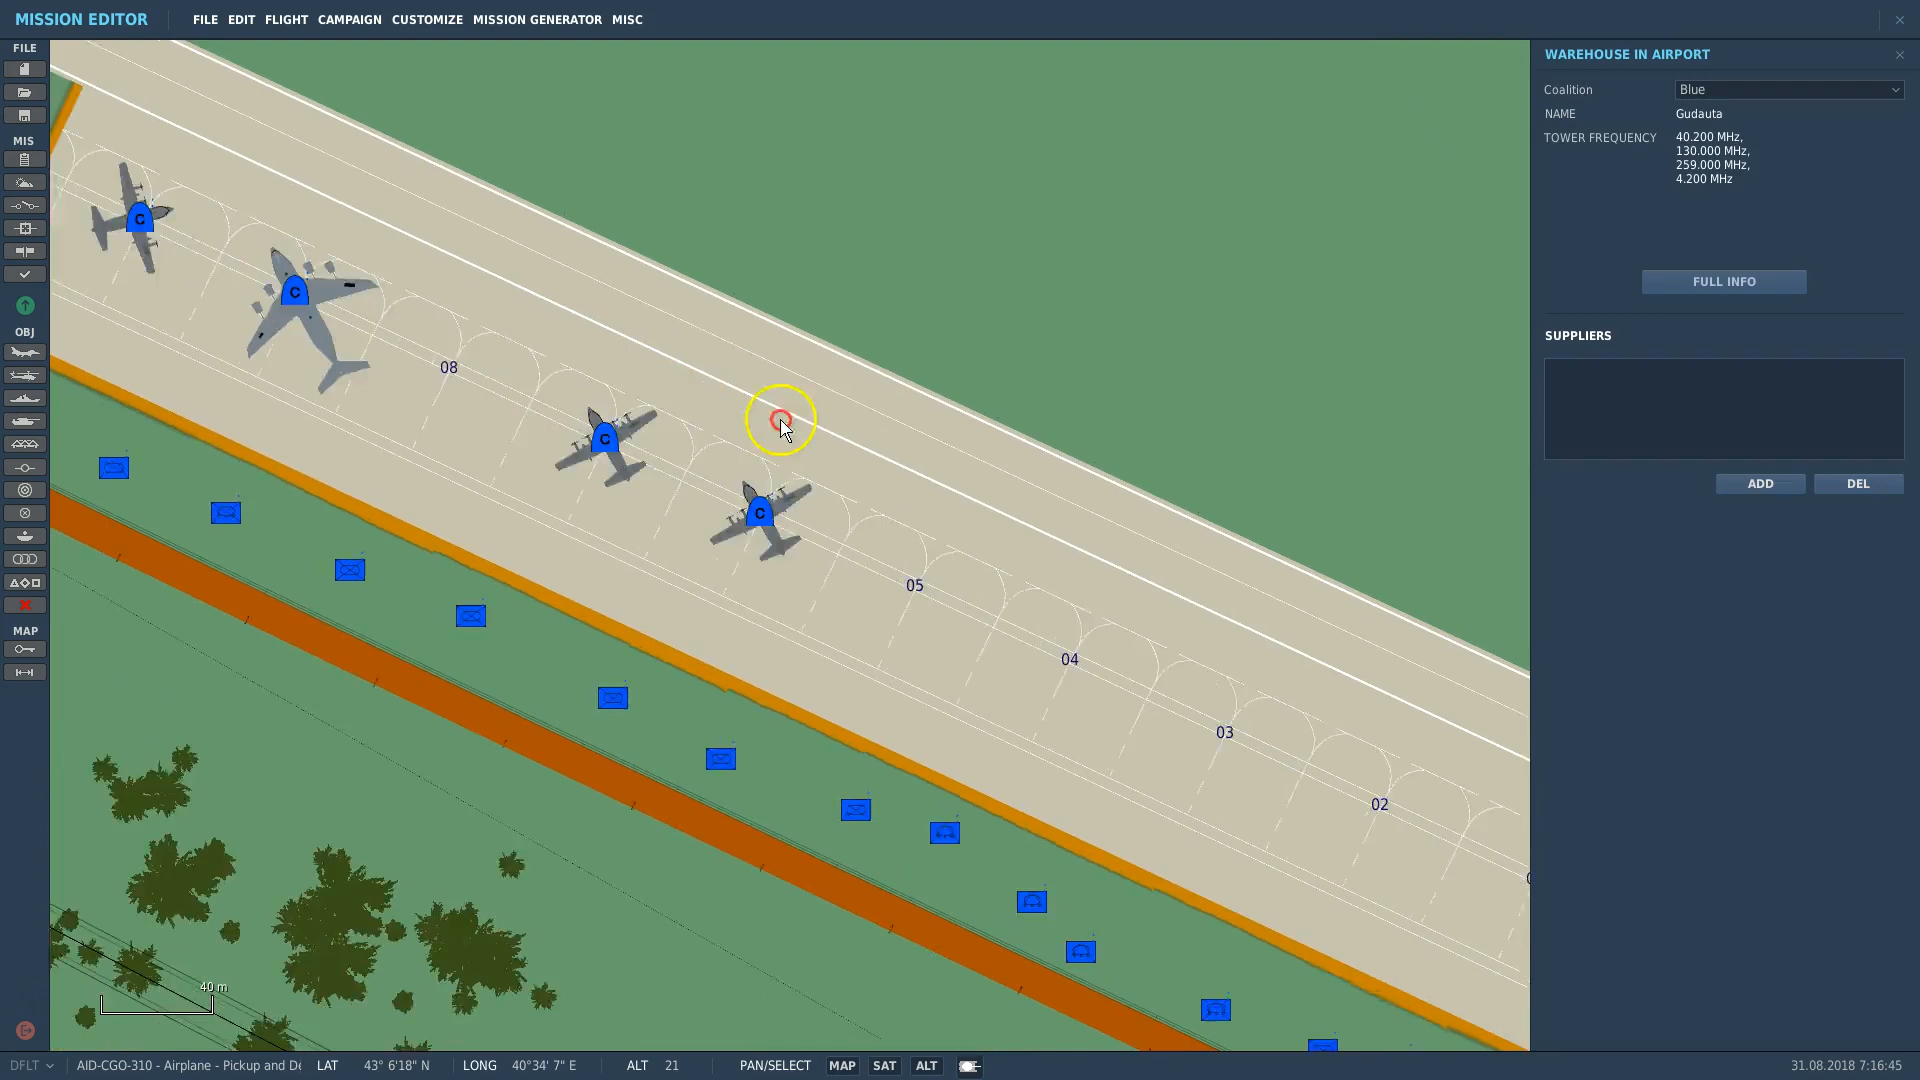 MISSION EDITOR
FILE EDIT FLIGHT CAMPAIGN CUSTOMIZE MISSION GENERATOR MISC
FILE
MIS
OBJ
MAP
C
C
08
C
C
05
04
03
02
40 m
WAREHOUSE IN AIRPORT
Coalition Blue
NAME Gudauta
TOWER FREQUENCY 40.200 MHz,
130.000 MHz,
259.000 MHz,
4.200 MHz
FULL INFO
SUPPLIERS
ADD DEL
DFLT AID-CGO-310 - Airplane - Pickup and De LAT 43° 6'18" N LONG 40°34' 7" E ALT 21 PAN/SELECT MAP SAT ALT 31.08.2018 7:16:45